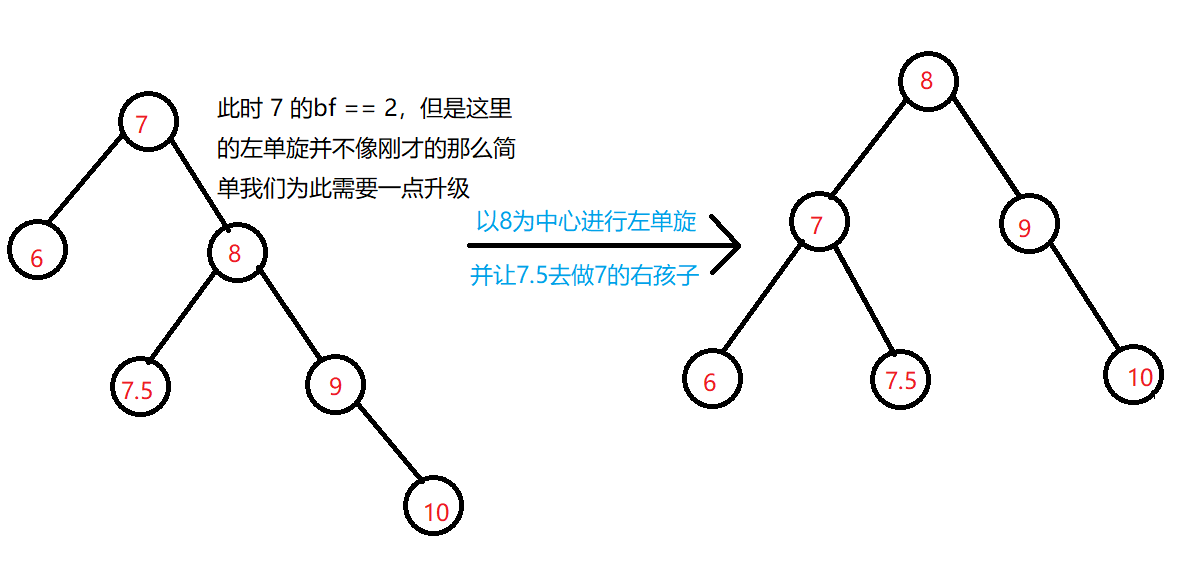 7
此时 7 的bf == 2，但是这里
的左单旋并不像刚才的那么简
单我们为此需要一点升级
6
8
7.5
9
10
以8为中心进行左单旋
并让7.5去做7的右孩子
8
7
9
6
7.5
10